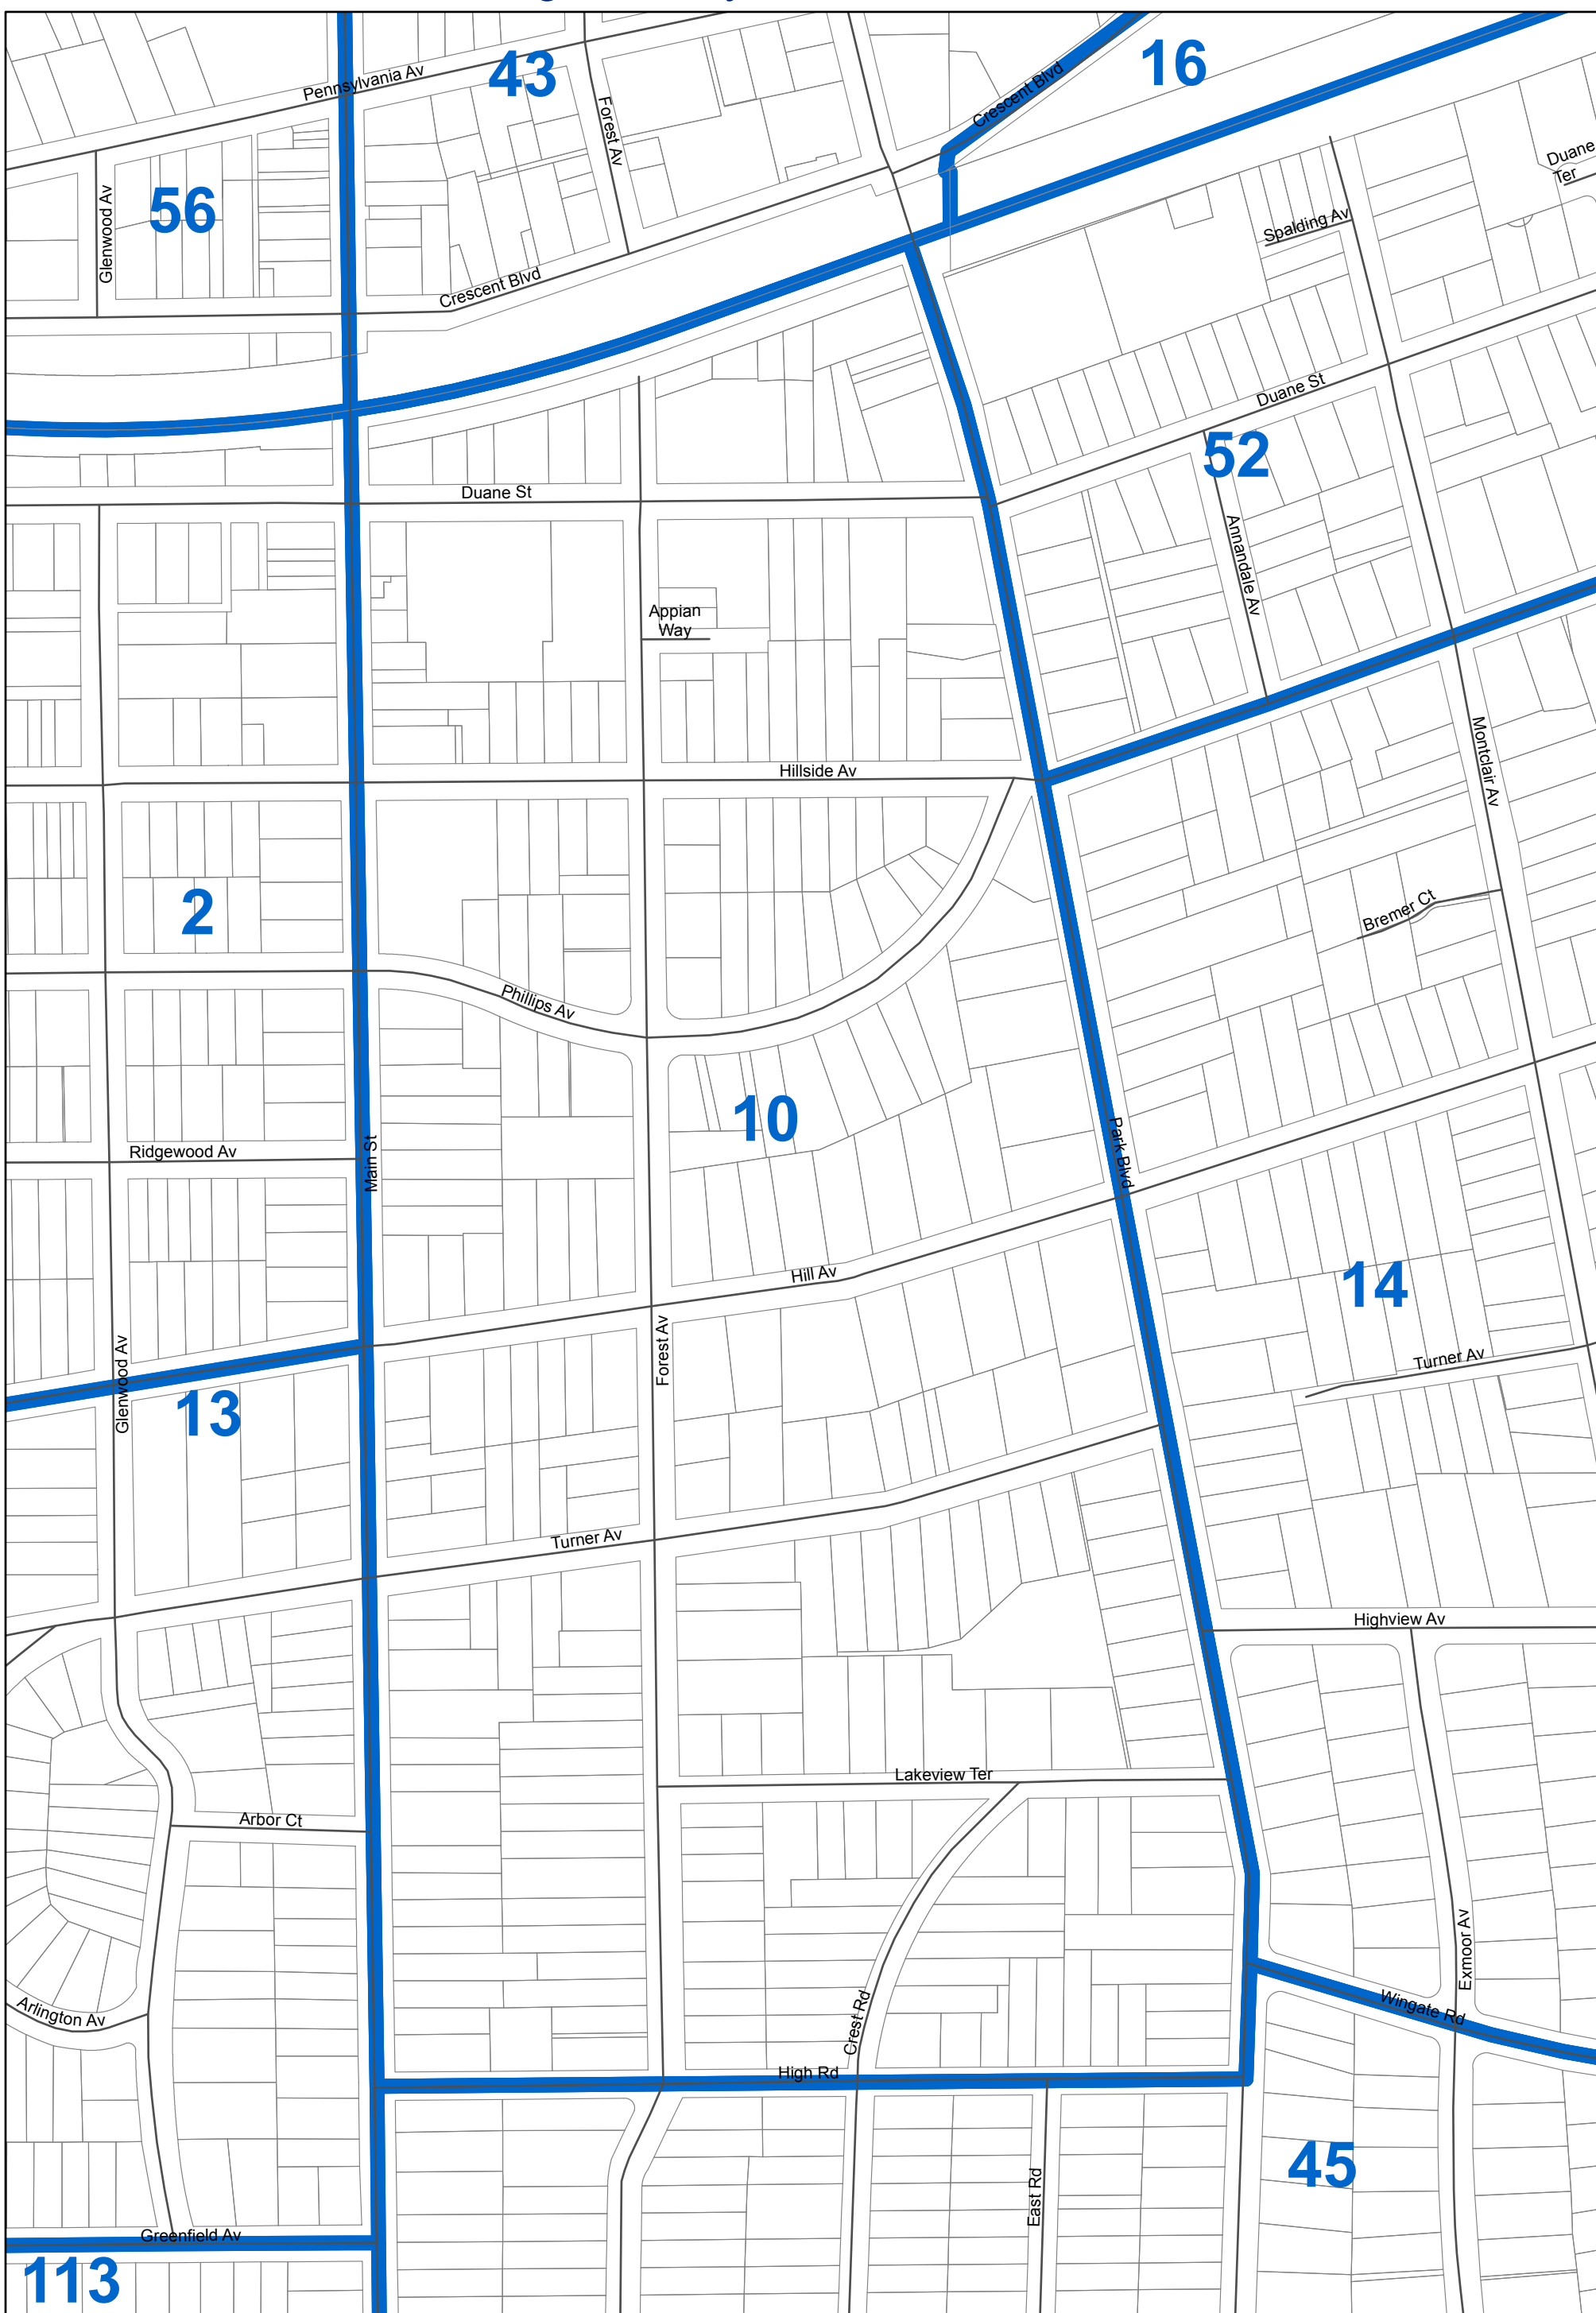 43
16
Crescent Blvd
Pennsylvania Av
Forest Av
Duane
Ter
56
Glenwood Av
Spalding Av
Crescent Blvd
Duane St
52
Duane St
Annandale Av
Appian
Way
Montclair Av
Hillside Av
2
Bremer Ct
Phillips Av
10
Ridgewood Av
Main St
Park Blvd
Hill Av
14
Forest Av
Glenwood Av
Turner Av
13
Turner Av
Highview Av
Lakeview Ter
Arbor Ct
Exmoor Av
Arlington Av
Crest Rd
Wingate Rd
High Rd
45
East Rd
Greenfield Av
113